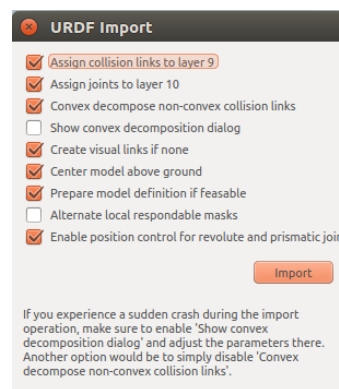 URDF Import
Assign collision links to layer 9
Assign joints to layer 10
Convex decompose non-convex collision links
Show convex decomposition dialog
Create visual links if none
Center model above ground
Prepare model definition if feasable
Alternate local respondable masks
Enable position control for revolute and prismatic join
Import
If you experience a sudden crash during the import
operation, make sure to enable 'Show convex
decomposition dialog' and adjust the parameters there.
Another option would be to simply disable 'Convex
decompose non-convex collision links'.